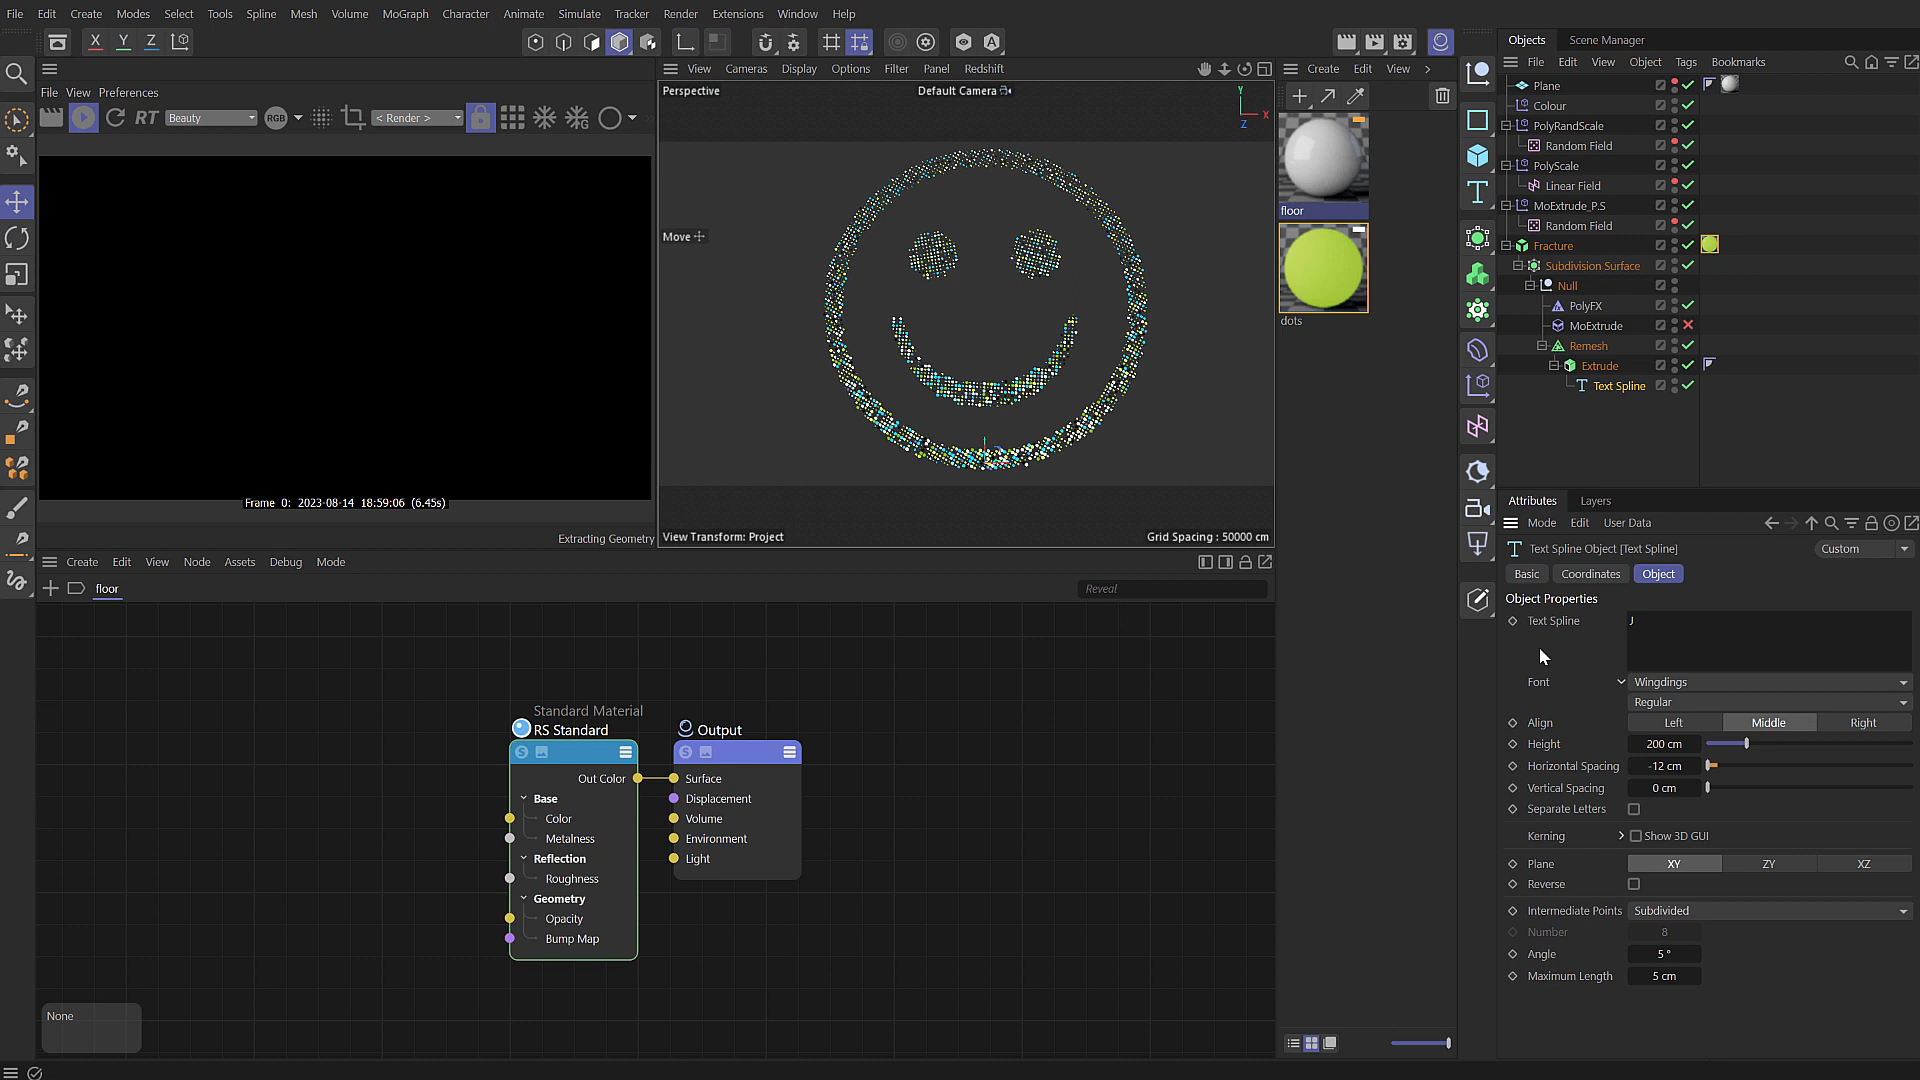 File Edit Create Modes Select Tools Spline Mesh Volume MoGraph Character Animate Simulate Tracker Render Extensions Window Help
X Y Z
Objects Scene Manager
File Edit View Object Tags Bookmarks
View Cameras Display Options Filter Panel Redshift
Create Edit View
File View Preferences
RT Beauty RGB < Render >
Perspective
Default Camera
Y
X
Z
Move
Frame 0: 2023-08-14 18:59:06 (6.45s)
Extracting Geometry
View Transform: Project
Grid Spacing : 50000 cm
floor
dots
Plane
Colour
PolyRandScale
Random Field
PolyScale
Linear Field
MoExtrude_P.S
Random Field
Fracture
Subdivision Surface
Null
PolyFX
MoExtrude
Remesh
Extrude
Text Spline
Attributes Layers
Mode Edit User Data
Text Spline Object [Text Spline]
Custom
Basic Coordinates Object
Object Properties
Text Spline J
Font Wingdings
Regular
Align Left Middle Right
Height 200 cm
Horizontal Spacing -12 cm
Vertical Spacing 0 cm
Separate Letters
Kerning Show 3D GUI
Plane XY ZY XZ
Reverse
Intermediate Points Subdivided
Number 8
Angle 5 °
Maximum Length 5 cm
Create Edit View Node Assets Debug Mode
floor
Reveal
Standard Material
RS Standard
Out Color
Base
Color
Metalness
Reflection
Roughness
Geometry
Opacity
Bump Map
Output
Surface
Displacement
Volume
Environment
Light
None